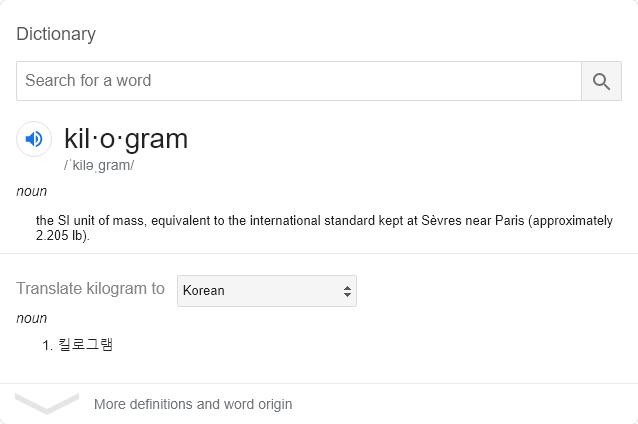 Dictionary
Search for a word
kil·o·gram
/ˈkiləˌɡram/
noun
the SI unit of mass, equivalent to the international standard kept at Sèvres near Paris (approximately
2.205 lb).
Translate kilogram to Korean
noun
1. 킬로그램
More definitions and word origin